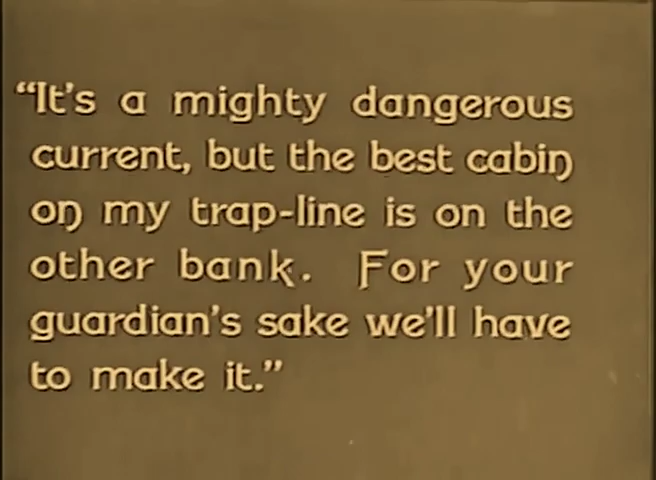 “It's a mighty dangerous
current, but the best cabin
on my trap-line is on the
other bank. For your
guardian's sake we'll have
to make it.”